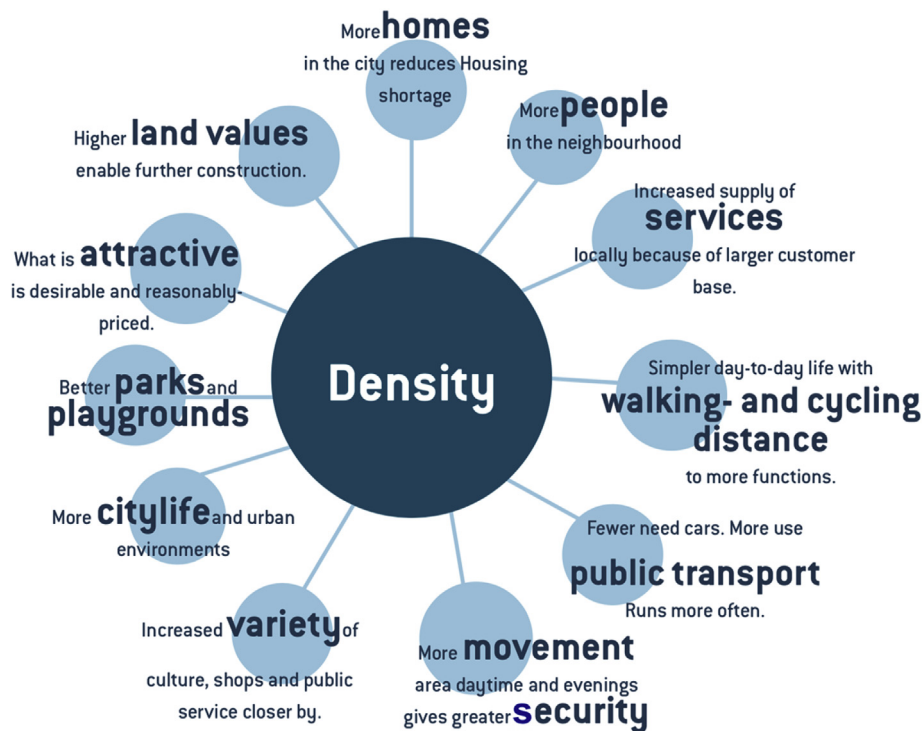 More homes
in the city reduces Housing
shortage
More people
in the neighbourhood
Increased supply of
services
locally because of larger customer
base.
Simpler day-to-day life with
walking- and cycling
distance
to more functions.
Fewer need cars. More use
public transport
Runs more often.
More movement
area daytime and evenings
gives greater security
Increased variety of
culture, shops and public
service closer by.
More citylife and urban
environments
Better parks and
playgrounds
What is attractive
is desirable and reasonably-
priced.
Higher land values
enable further construction.
Density